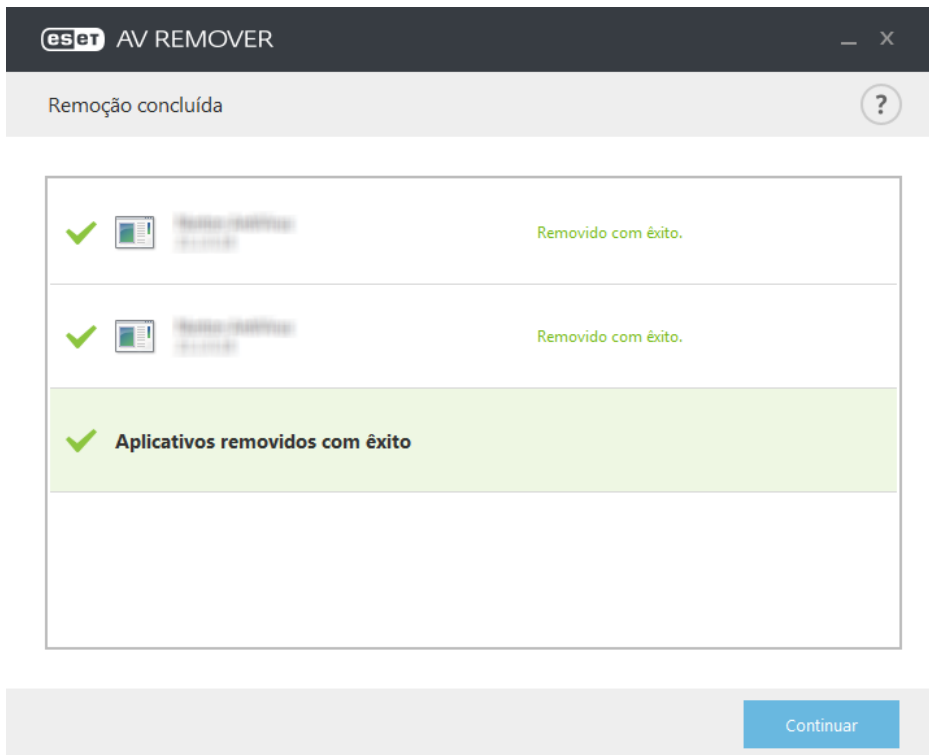 eset AV REMOVER
Remoção concluída
?
Removido com êxito.
Removido com êxito.
Aplicativos removidos com êxito
Continuar